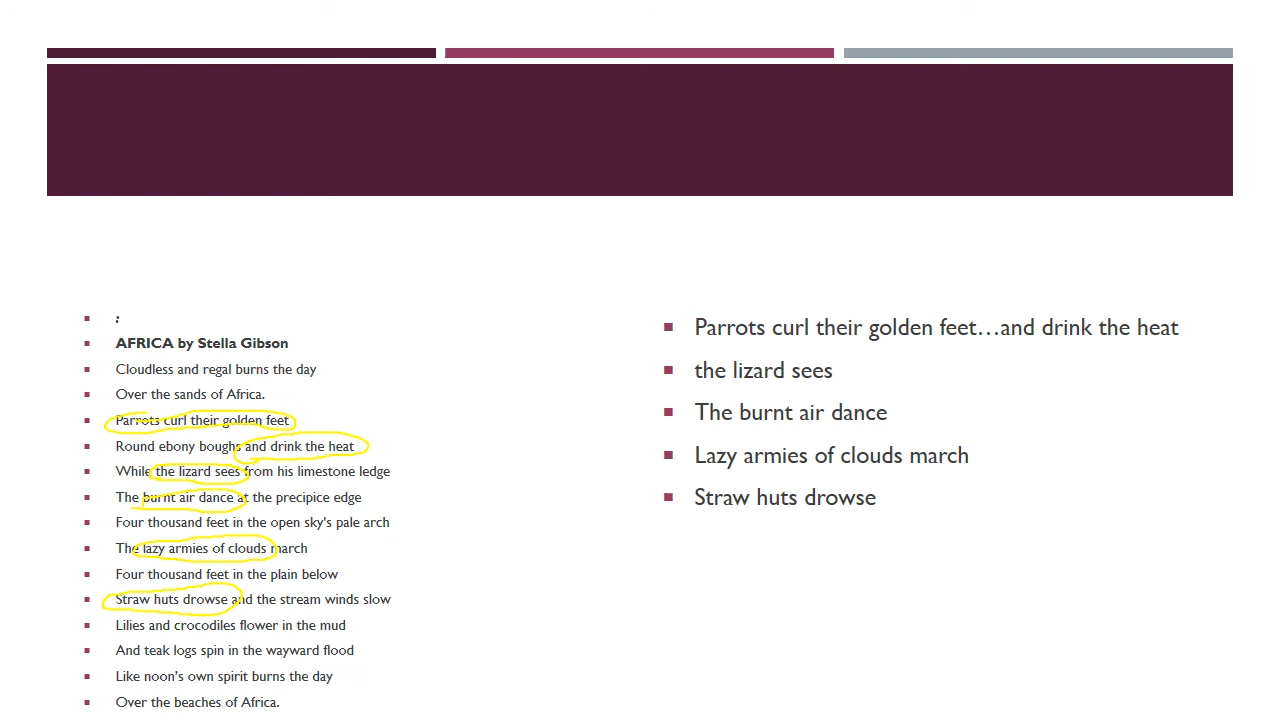 :
AFRICA by Stella Gibson
Cloudless and regal burns the day
Over the sands of Africa.
Parrots curl their golden feet
Round ebony boughs and drink the heat
While the lizard sees from his limestone ledge
The burnt air dance at the precipice edge
Four thousand feet in the open sky's pale arch
The lazy armies of clouds march
Four thousand feet in the plain below
Straw huts drowse and the stream winds slow
Lilies and crocodiles flower in the mud
And teak logs spin in the wayward flood
Like noon’s own spirit burns the day
Over the beaches of Africa.
Parrots curl their golden feet…and drink the heat
the lizard sees
The burnt air dance
Lazy armies of clouds march
Straw huts drowse